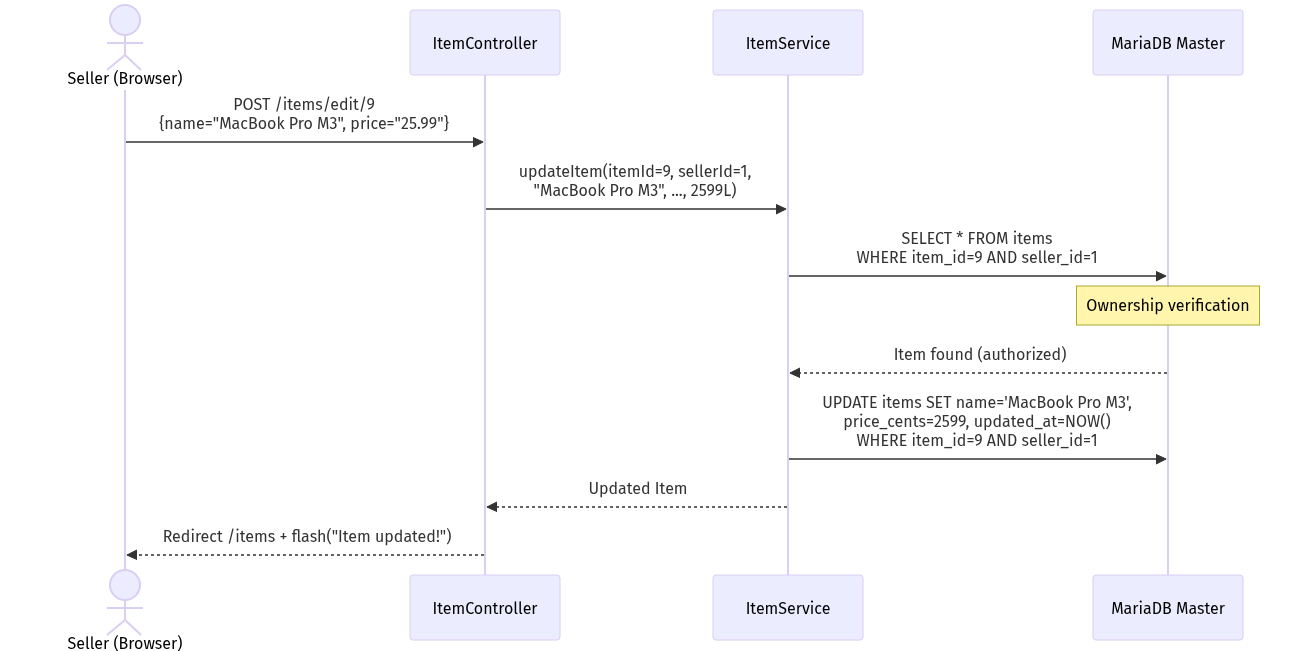 Seller (Browser)
ItemController
ItemService
MariaDB Master
POST /items/edit/9
{name="MacBook Pro M3", price="25.99"}
updateItem(itemId=9, sellerId=1,
"MacBook Pro M3", ..., 2599L)
SELECT * FROM items
WHERE item_id=9 AND seller_id=1
Ownership verification
Item found (authorized)
UPDATE items SET name='MacBook Pro M3',
price_cents=2599, updated_at=NOW()
WHERE item_id=9 AND seller_id=1
Updated Item
Redirect /items + flash("Item updated!")
Seller (Browser)
ItemController
ItemService
MariaDB Master